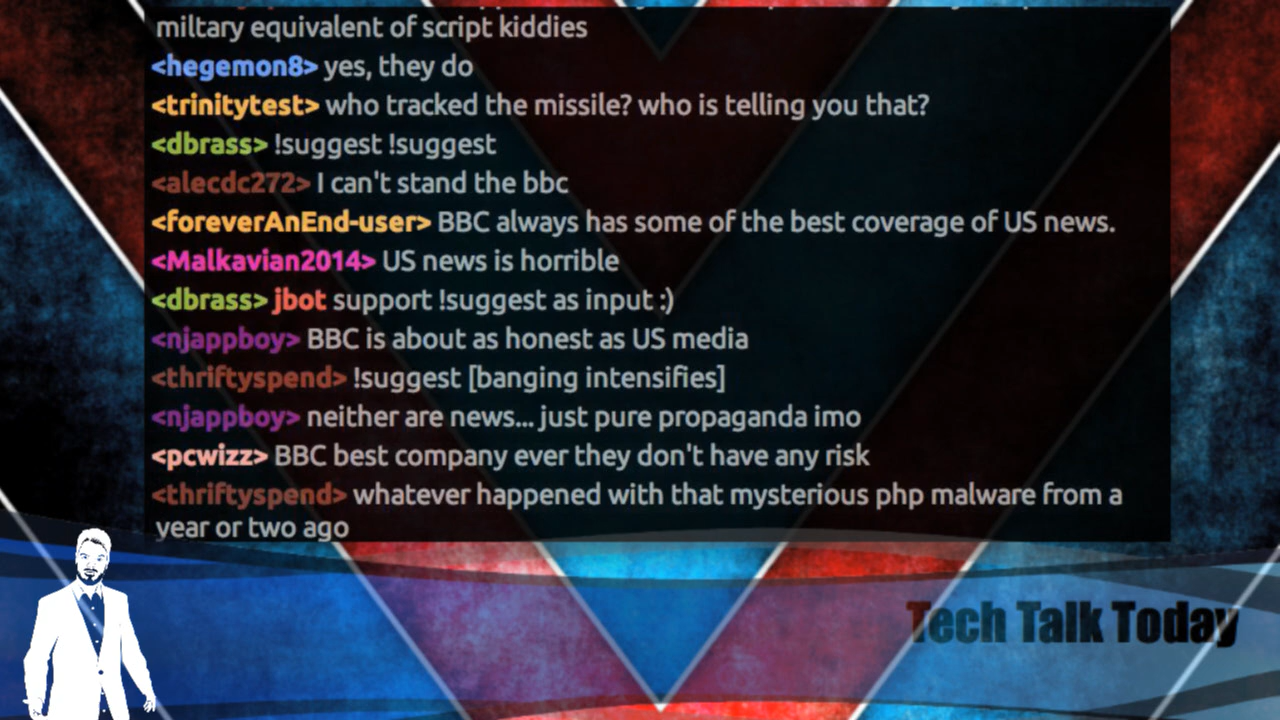 miltary equivalent of script kiddies
<hegemon8> yes, they do
<trinitytest> who tracked the missile? who is telling you that?
<dbrass> !suggest !suggest
<alecdc272> I can't stand the bbc
<foreverAnEnd-user> BBC always has some of the best coverage of US news.
<Malkavian2014> US news is horrible
<dbrass> jbot support !suggest as input :)
<njappboy> BBC is about as honest as US media
<thriftyspend> !suggest [banging intensifies]
<njappboy> neither are news... just pure propaganda imo
<pcwizz> BBC best company ever they don't have any risk
<thriftyspend> whatever happened with that mysterious php malware from a
year or two ago
Tech Talk Today